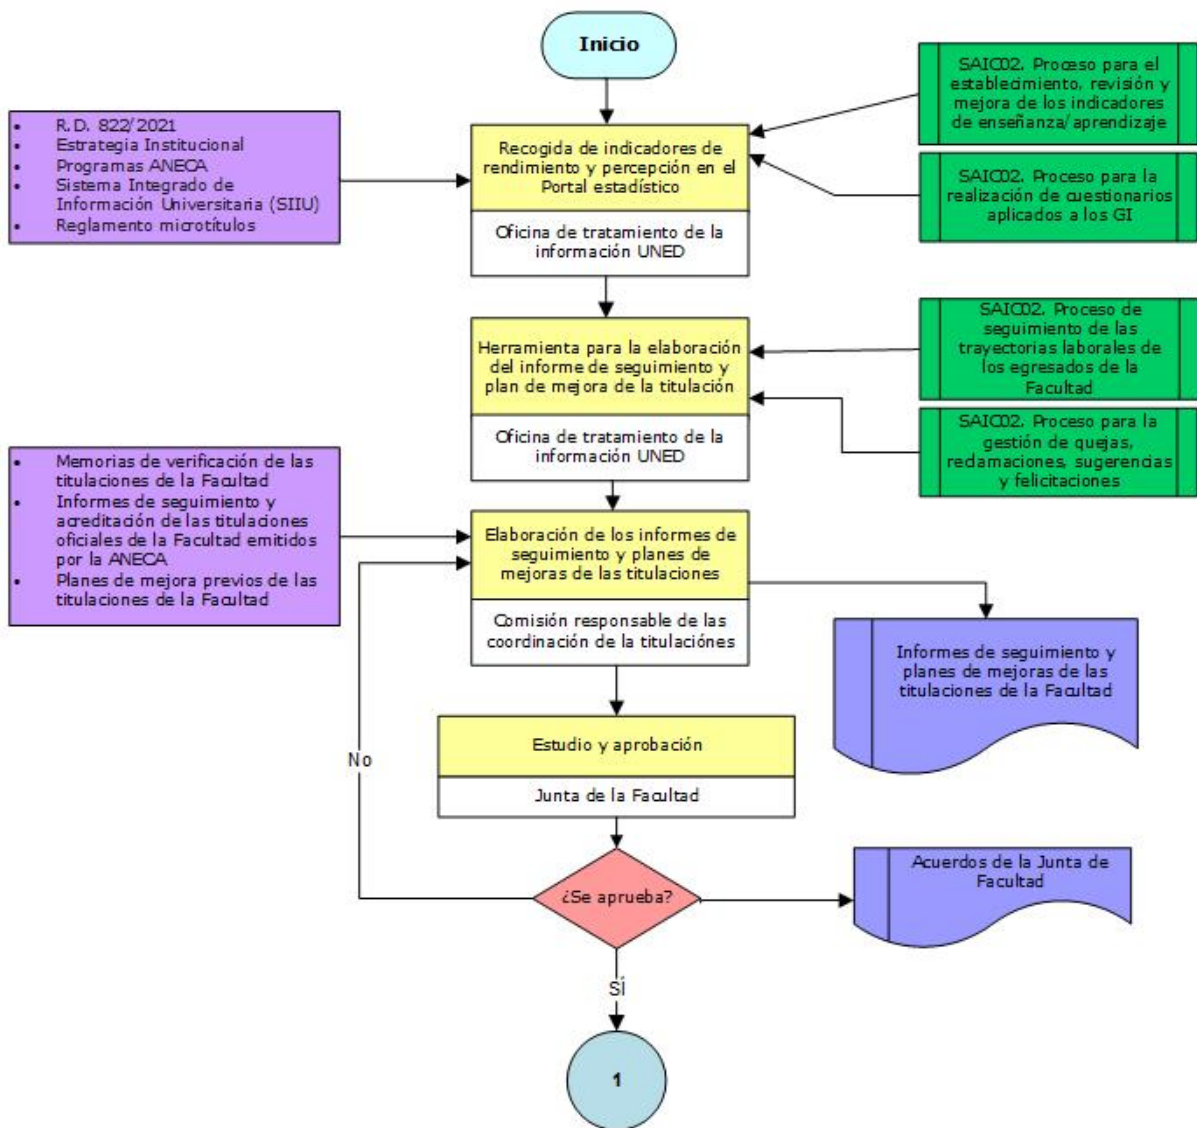 Inicio
SAIC02. Proceso para el
establecimiento, revisión y
mejora de los indicadores
de enseñanza/aprendizaje
• R.D. 822/2021
• Estrategia Institucional
• Programas ANECA
• Sistema Integrado de
Información Universitaria (SIIU)
• Reglamento microtítulos
Recogida de indicadores de
rendimiento y percepción en el
Portal estadístico
Oficina de tratamiento de la
información UNED
SAIC02. Proceso para la
realización de cuestionarios
aplicados a los GI
Herramienta para la elaboración
del informe de seguimiento y
plan de mejora de la titulación
Oficina de tratamiento de la
información UNED
SAIC02. Proceso de
seguimiento de las
trayectorias laborales de
los egresados de la
Facultad
SAIC02. Proceso para la
gestión de quejas,
reclamaciones, sugerencias
y felicitaciones
• Memorias de verificación de las
titulaciones de la Facultad
• Informes de seguimiento y
acreditación de las titulaciones
oficiales de la Facultad emitidos
por la ANECA
• Planes de mejora previos de las
titulaciones de la Facultad
Elaboración de los informes de
seguimiento y planes de
mejoras de las titulaciones
Comisión responsable de las
coordinación de la titulaciónes
Informes de seguimiento y
planes de mejoras de las
titulaciones de la Facultad
Estudio y aprobación
Junta de la Facultad
No
¿Se aprueba?
Acuerdos de la Junta de
Facultad
SÍ
1